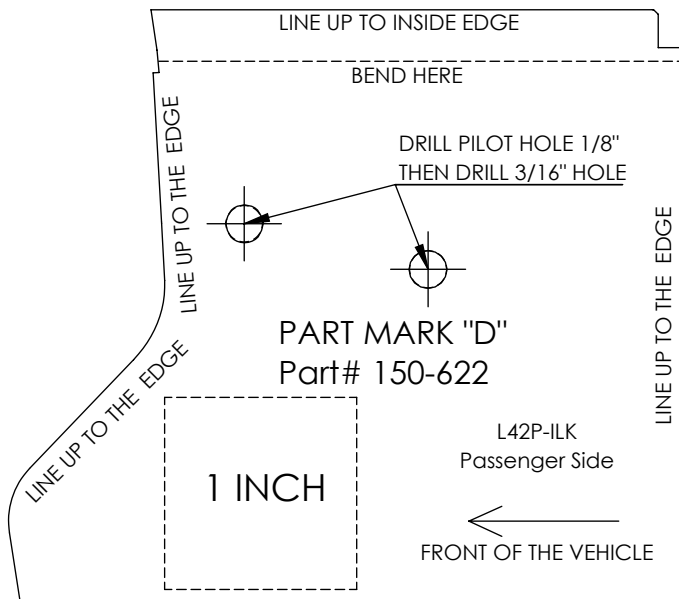 LINE UP TO INSIDE EDGE
BEND HERE
LINE UP TO THE EDGE
DRILL PILOT HOLE 1/8"
THEN DRILL 3/16" HOLE
LINE UP TO THE EDGE
PART MARK "D"
Part# 150-622
LINE UP TO THE EDGE
1 INCH
L42P-ILK
Passenger Side
FRONT OF THE VEHICLE